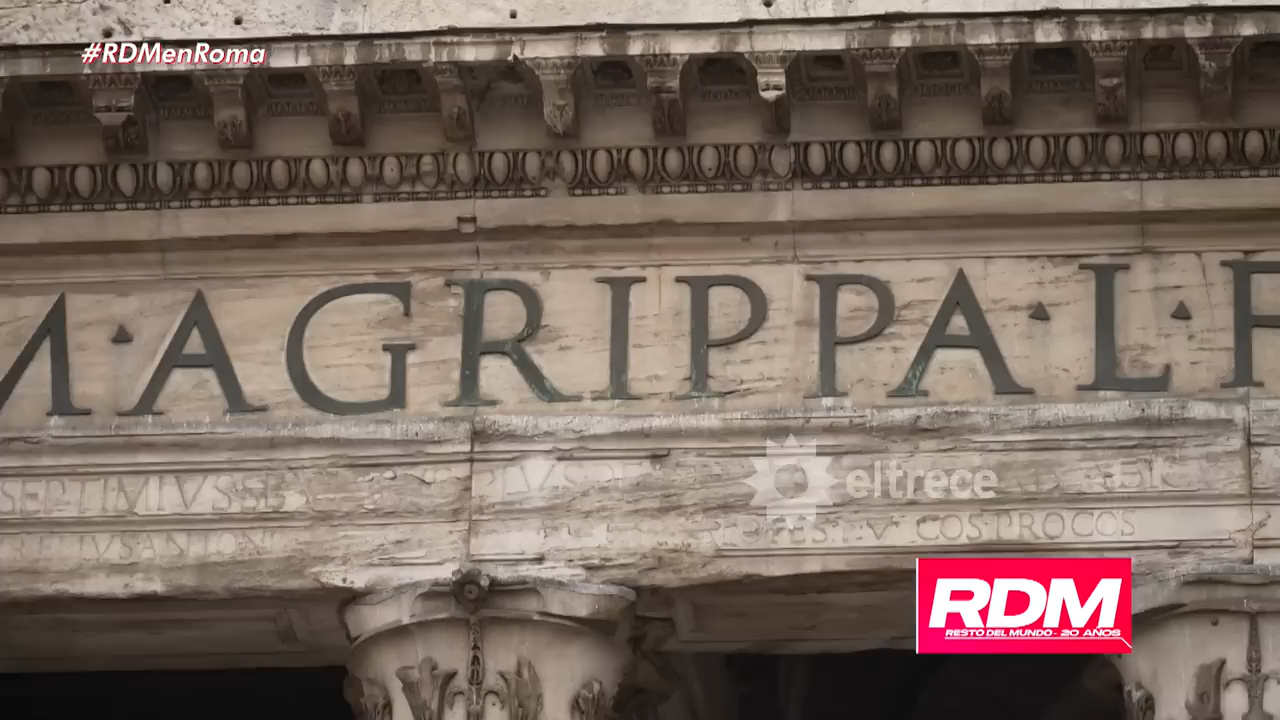 #RDMenRoma
M·AGRIPPA·L·F
SEPTIMIVS
eltrece
COS PROCOS
RDM
RESTO DEL MUNDO - 20 AÑOS